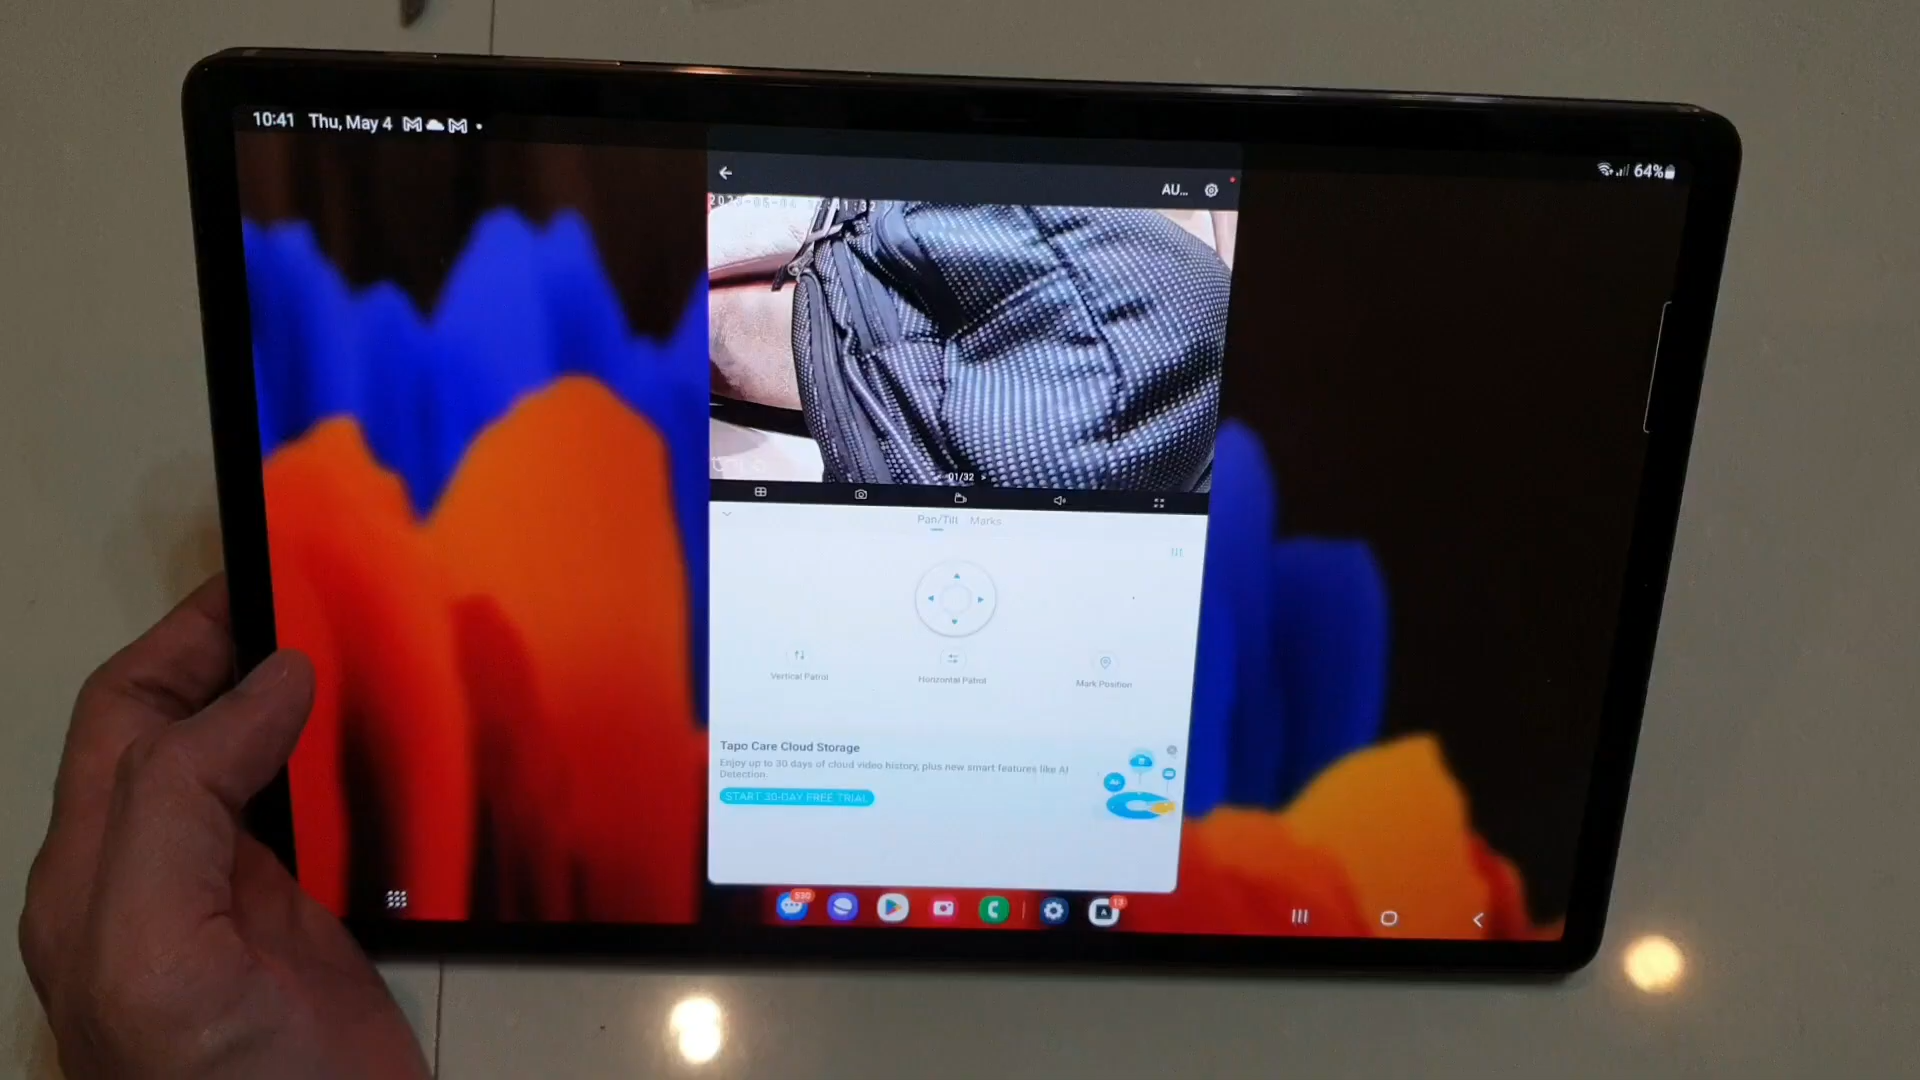 10:41 Thu, May 4
64%
AU...
01/32 >
Pan/Tilt Marks
Vertical Patrol
Horizontal Patrol
Mark Position
Tapo Care Cloud Storage
Enjoy up to 30 days of cloud video history, plus new smart features like AI
Detection.
START 30-DAY FREE TRIAL
530
13